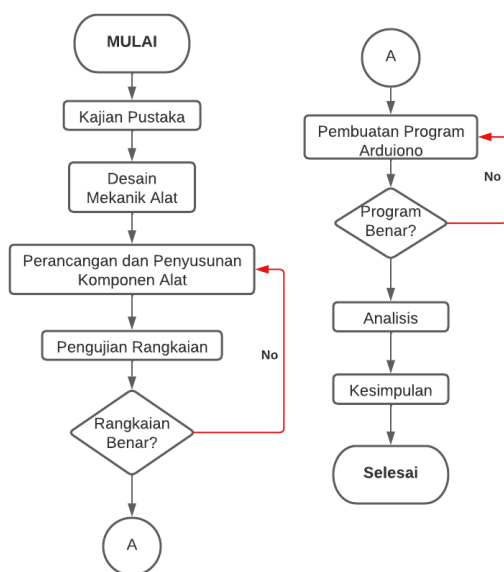 MULAI
Kajian Pustaka
Desain
Mekanik Alat
Perancangan dan Penyusunan
Komponen Alat
Pengujian Rangkaian
No
Rangkaian
Benar?
A
A
Pembuatan Program
Arduiono
No
Program
Benar?
Analisis
Kesimpulan
Selesai